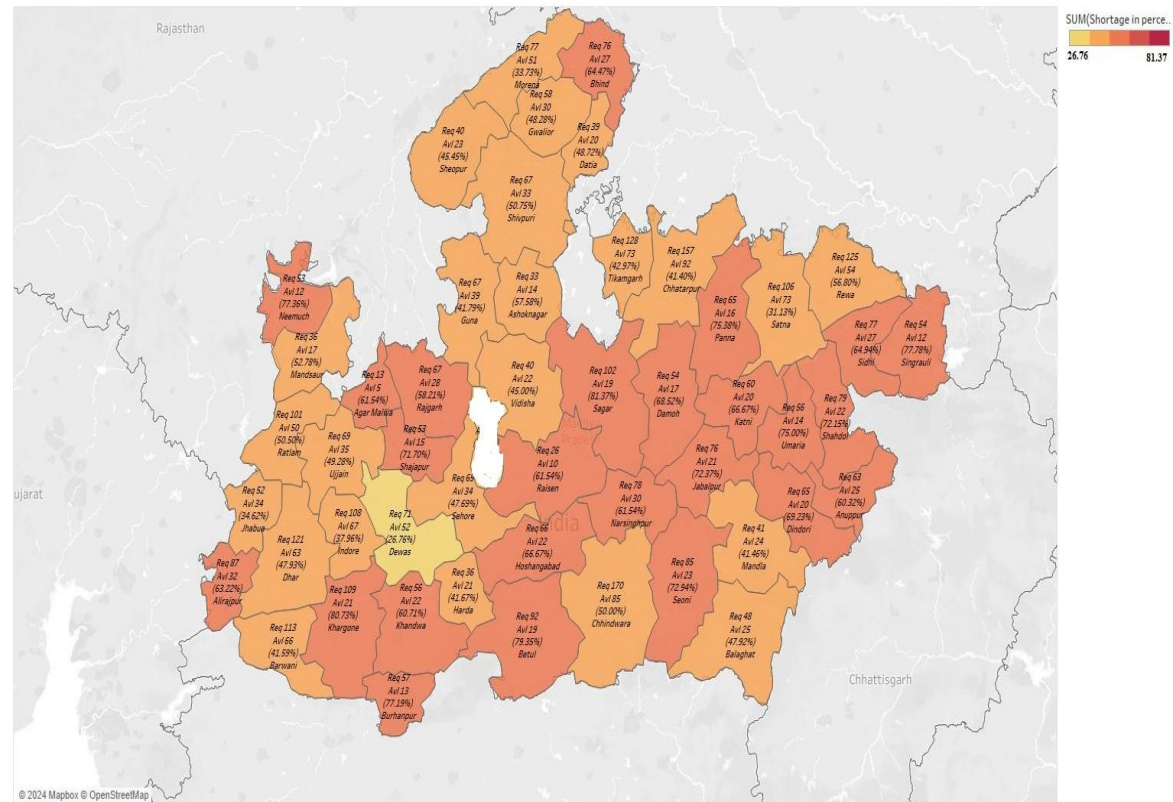 Rajasthan
SUM(Shortage in perce..
26.76
81.37
Req 77
Avl 51
(33.73%)
Morena
Req 76
Avl 27
(64.47%)
Bhind
Req 58
Avl 30
(48.28%)
Gwalior
Req 39
Avl 20
(48.72%)
Datia
Req 40
Avl 23
(45.45%)
Sheopur
Req 67
Avl 33
(50.75%)
Shivpuri
Req 128
Avl 73
(42.97%)
Tikamgarh
Req 157
Avl 92
(41.40%)
Chhatarpur
Req 65
Avl 16
(75.38%)
Panna
Req 106
Avl 73
(31.13%)
Satna
Req 125
Avl 54
(56.80%)
Rewa
Req 77
Avl 27
(64.94%)
Sidhi
Req 54
Avl 12
(77.78%)
Singrauli
Req 53
Avl 12
(77.36%)
Neemuch
Req 67
Avl 39
(41.79%)
Guna
Req 33
Avl 14
(57.58%)
Ashoknagar
Req 36
Avl 17
(52.78%)
Mandsaur
Req 13
Avl 5
(61.54%)
Agar Malwa
Req 67
Avl 28
(58.21%)
Rajgarh
Req 40
Avl 22
(45.00%)
Vidisha
Req 102
Avl 19
(81.37%)
Sagar
Req 54
Avl 17
(68.52%)
Damoh
Req 60
Avl 20
(66.67%)
Katni
Req 56
Avl 14
(75.00%)
Umaria
Req 79
Avl 22
(72.15%)
Shahdol
Req 101
Avl 50
(50.50%)
Ratlam
Req 69
Avl 35
(49.28%)
Ujjain
Req 53
Avl 15
(71.70%)
Shajapur
Req 65
Avl 34
(47.69%)
Sehore
Req 26
Avl 10
(61.54%)
Raisen
Req 76
Avl 21
(72.37%)
Jabalpur
Req 63
Avl 25
(60.32%)
Anuppur
Req 65
Avl 20
(69.23%)
Dindori
Req 78
Avl 30
(61.54%)
Narsinghpur
ujarat
Req 52
Avl 34
(34.62%)
Jhabua
Req 121
Avl 63
(47.93%)
Dhar
Req 108
Avl 67
(37.96%)
Indore
Req 71
Avl 52
(26.76%)
Dewas
India
Req 66
Avl 22
(66.67%)
Hoshangabad
Req 41
Avl 24
(41.46%)
Mandla
Req 87
Avl 32
(63.22%)
Alirajpur
Req 109
Avl 21
(80.73%)
Khargone
Req 56
Avl 22
(60.71%)
Khandwa
Req 36
Avl 21
(41.67%)
Harda
Req 92
Avl 19
(79.35%)
Betul
Req 170
Avl 85
(50.00%)
Chhindwara
Req 85
Avl 23
(72.94%)
Seoni
Req 48
Avl 25
(47.92%)
Balaghat
Req 113
Avl 66
(41.59%)
Barwani
Req 57
Avl 13
(77.19%)
Burhanpur
Chhattisgarh
© 2024 Mapbox © OpenStreetMap